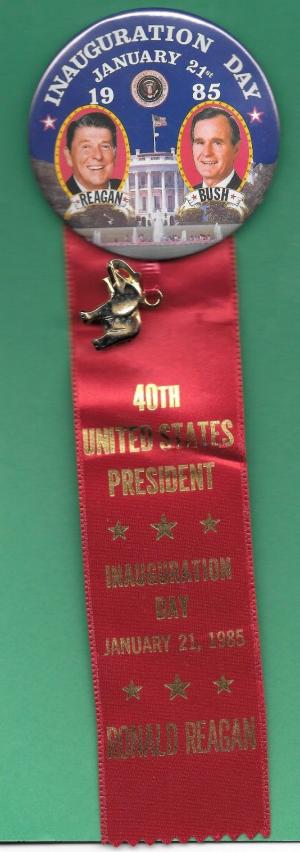 INAUGURATION DAY
JANUARY 21st
19 85
REAGAN
BUSH
40TH
UNITED STATES
PRESIDENT
INAUGURATION
DAY
JANUARY 21, 1985
RONALD REAGAN